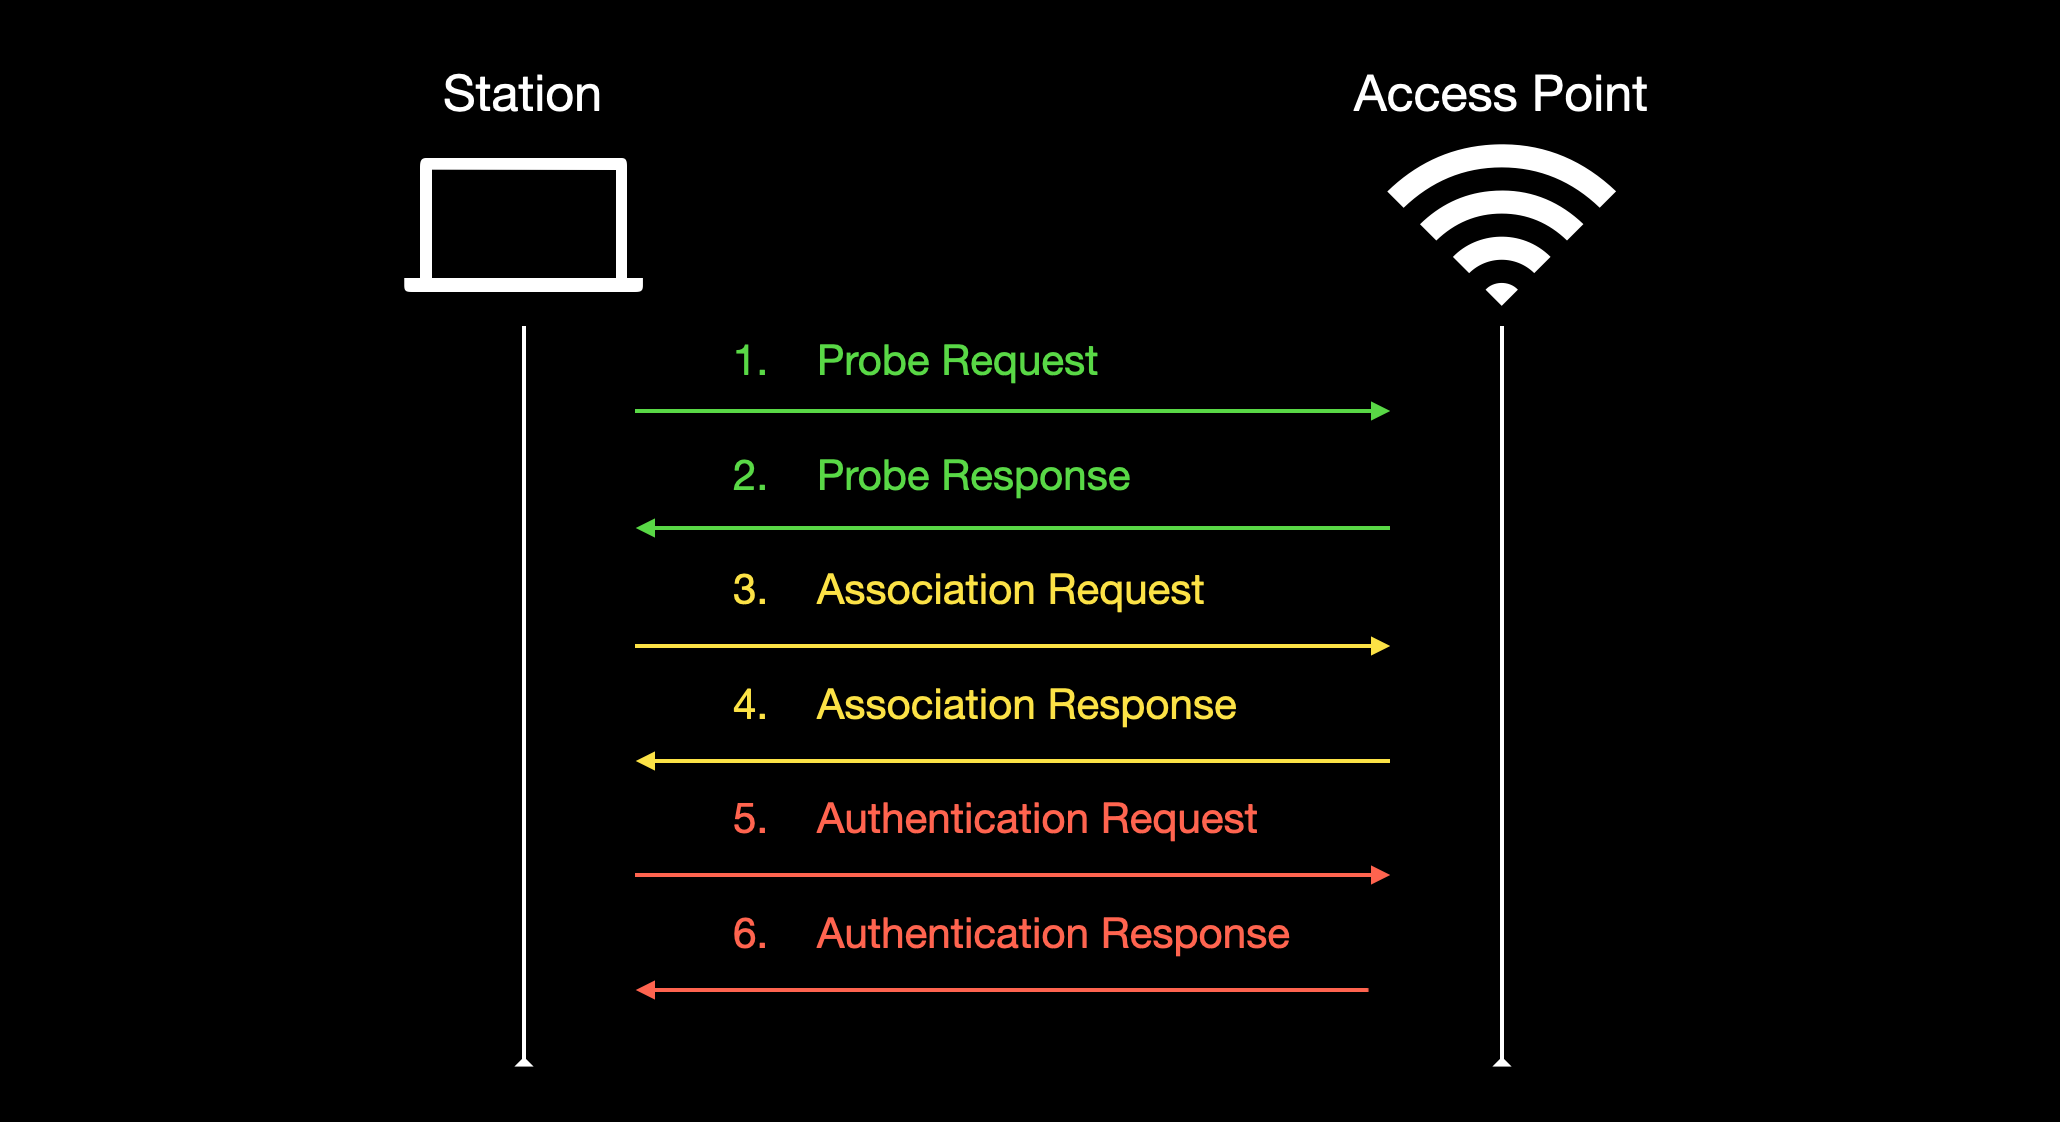 Station
Access Point
1. Probe Request
2. Probe Response
3. Association Request
4. Association Response
5. Authentication Request
6. Authentication Response